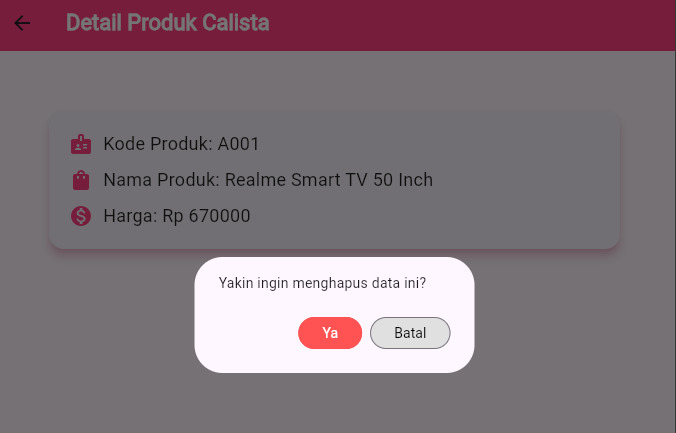 Detail Produk Calista
Kode Produk: A001
Nama Produk: Realme Smart TV 50 Inch
Harga: Rp 670000
Yakin ingin menghapus data ini?
Ya Batal